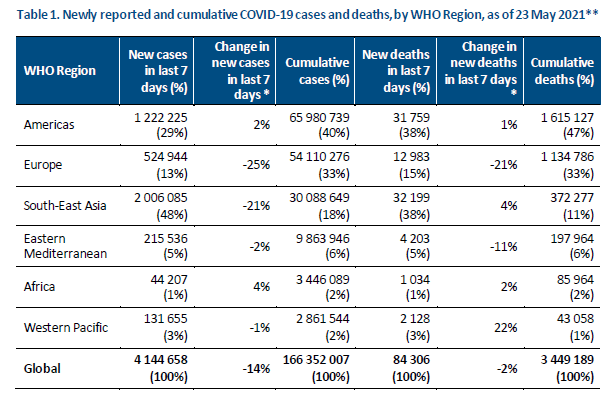 Table 1. Newly reported and cumulative COVID-19 cases and deaths, by WHO Region, as of 23 May 2021**
WHO Region New cases in last 7 days (%) Change in new cases in last 7 days * Cumulative cases (%) New deaths in last 7 days (%) Change in new deaths in last 7 days * Cumulative deaths (%)
Americas 1 222 225 (29%) 2% 65 980 739 (40%) 31 759 (38%) 1% 1 615 127 (47%)
Europe 524 944 (13%) -25% 54 110 276 (33%) 12 983 (15%) -21% 1 134 786 (33%)
South-East Asia 2 006 085 (48%) -21% 30 088 649 (18%) 32 199 (38%) 4% 372 277 (11%)
Eastern Mediterranean 215 536 (5%) -2% 9 863 946 (6%) 4 203 (5%) -11% 197 964 (6%)
Africa 44 207 (1%) 4% 3 446 089 (2%) 1 034 (1%) 2% 85 964 (2%)
Western Pacific 131 655 (3%) -1% 2 861 544 (2%) 2 128 (3%) 22% 43 058 (1%)
Global 4 144 658 (100%) -14% 166 352 007 (100%) 84 306 (100%) -2% 3 449 189 (100%)